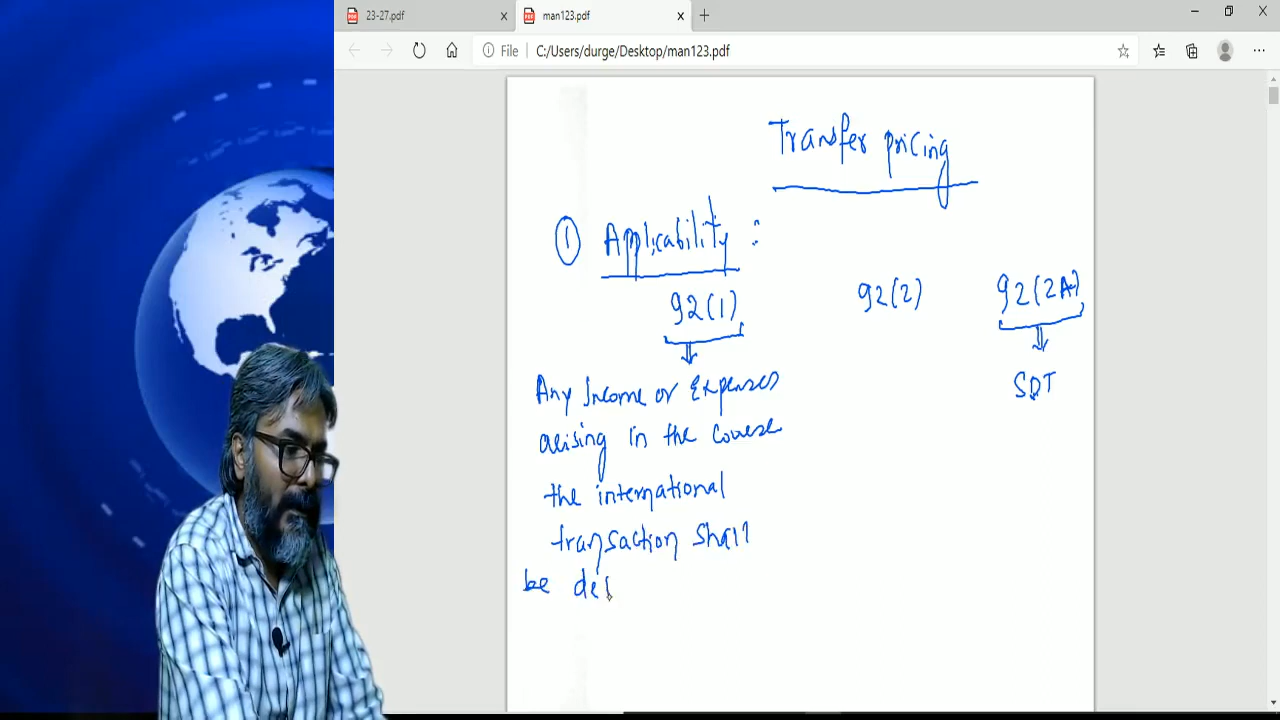 23-27.pdf
man123.pdf
File
C:/Users/durge/Desktop/man123.pdf
Transfer pricing
① Applicability :
92(1)
92(2)
92(2A)
Any Income or Expenses
SDT
arising in the course
the international
transaction shall
be det